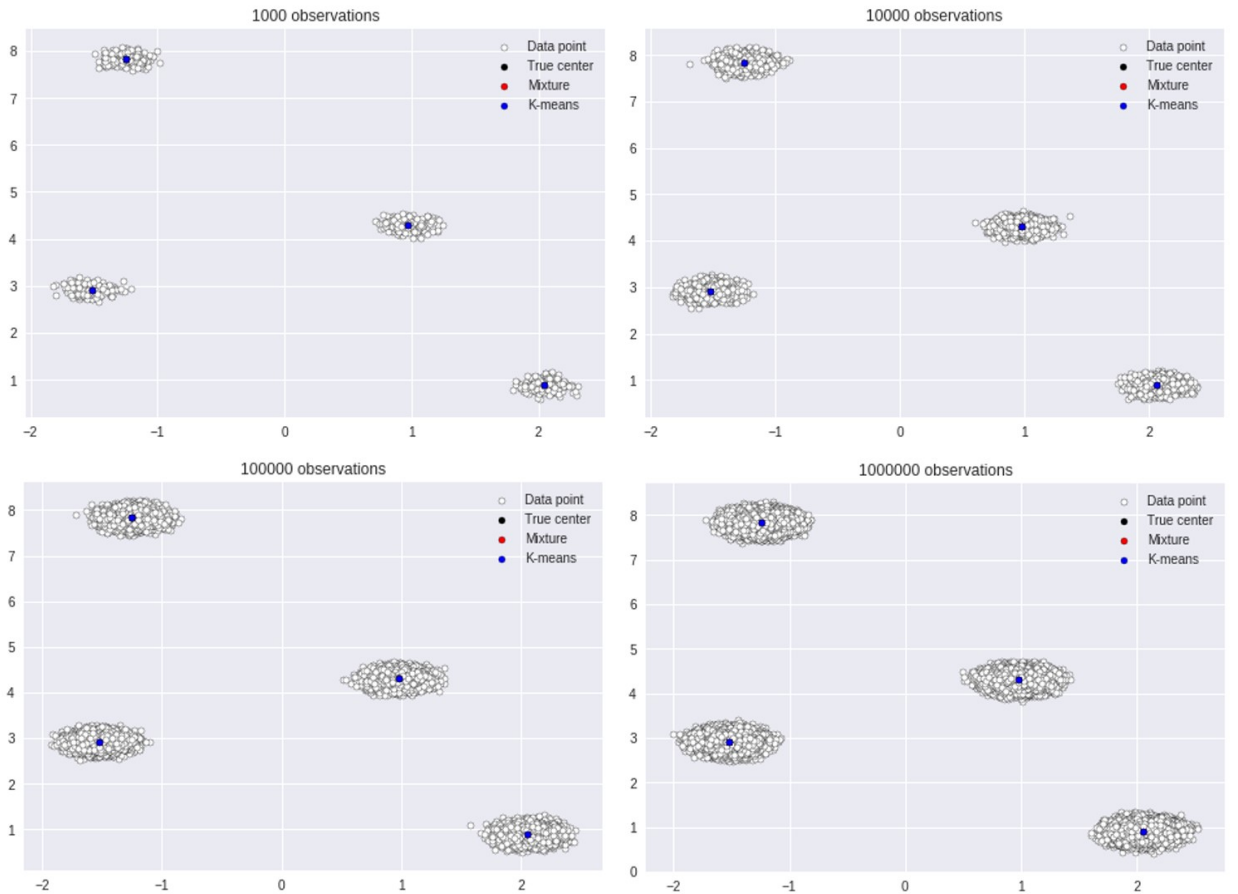 1000 observations
8
7
6
5
4
3
2
1
−2 −1 0 1 2
Data point
True center
Mixture
K-means
10000 observations
8
7
6
5
4
3
2
1
−2 −1 0 1 2
Data point
True center
Mixture
K-means
100000 observations
8
7
6
5
4
3
2
1
−2 −1 0 1 2
Data point
True center
Mixture
K-means
1000000 observations
8
7
6
5
4
3
2
1
0
−2 −1 0 1 2
Data point
True center
Mixture
K-means